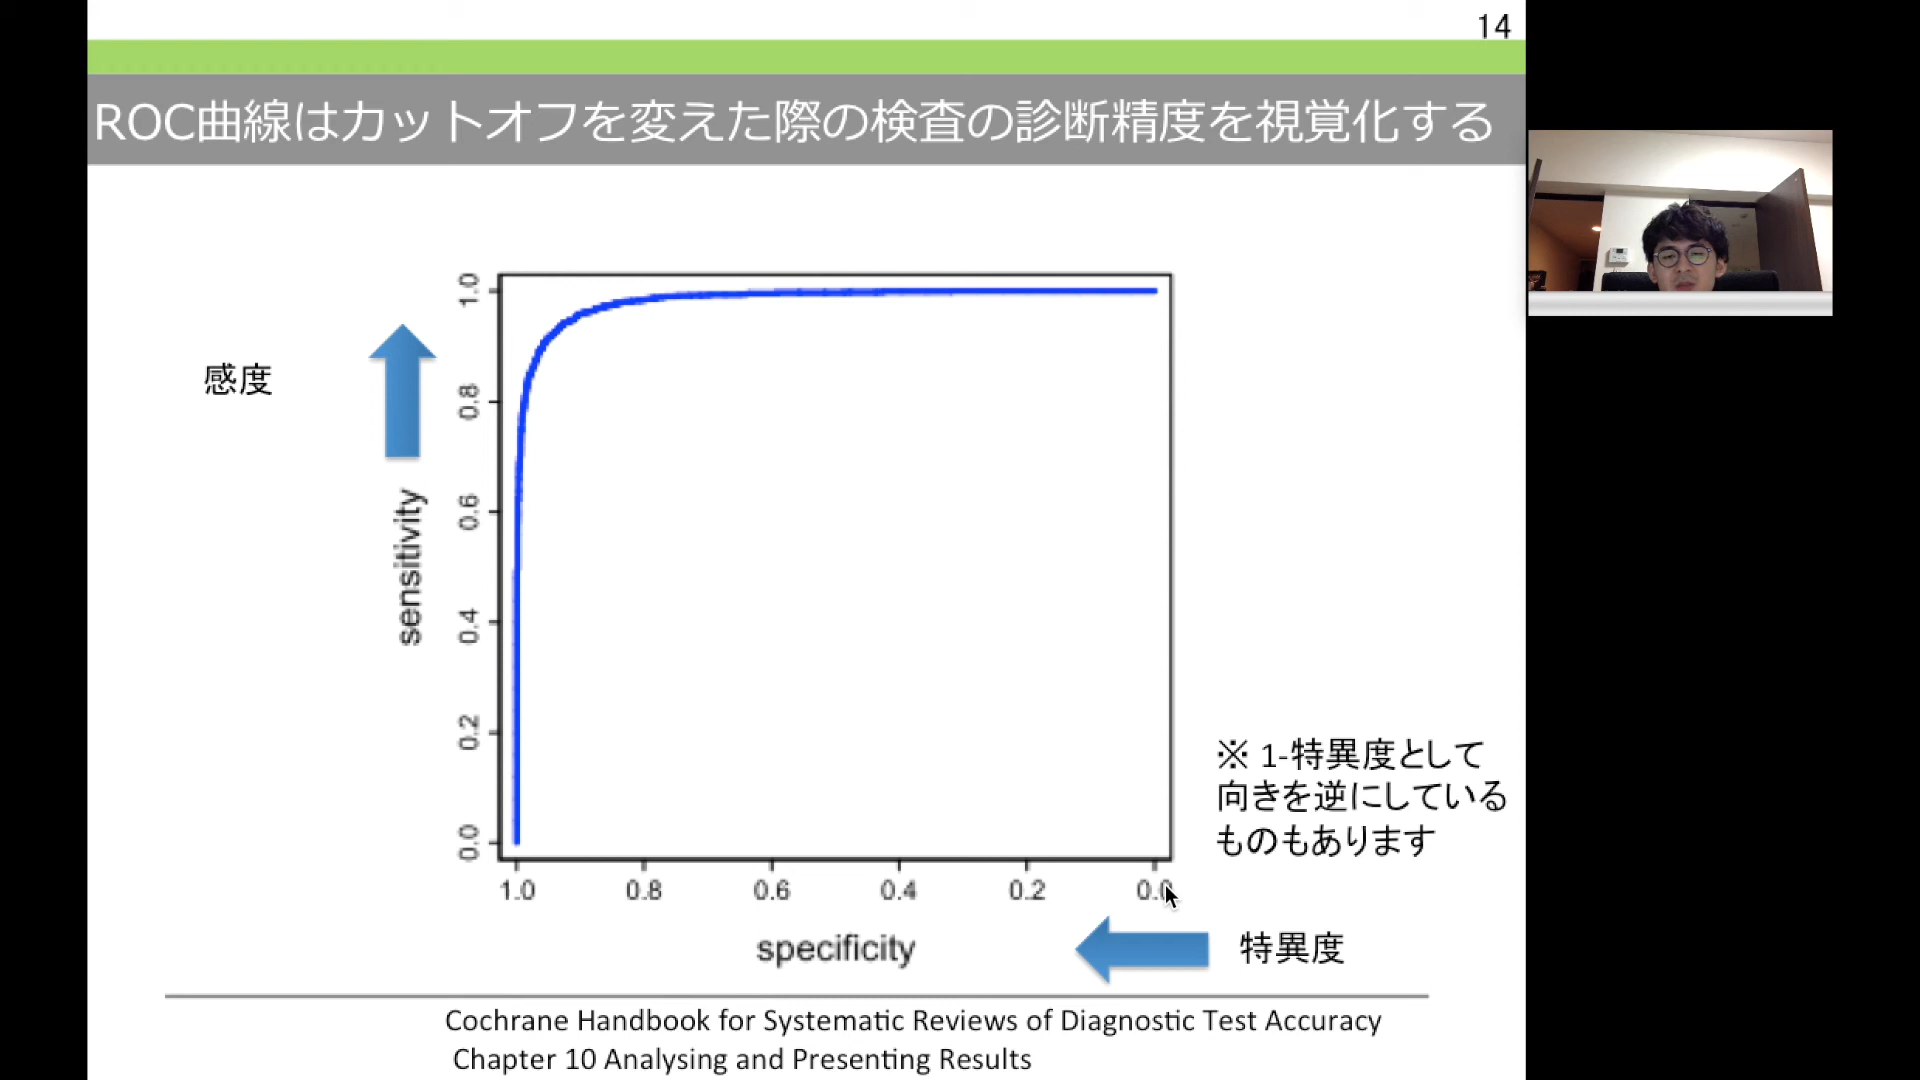 14
ROC曲線はカットオフを変えた際の検査の診断精度を視覚化する
感度
sensitivity
1.0
0.8
0.6
0.4
0.2
0.0
1.0 0.8 0.6 0.4 0.2 0.0
specificity
特異度
※ 1-特異度として
向きを逆にしている
ものもあります
Cochrane Handbook for Systematic Reviews of Diagnostic Test Accuracy
Chapter 10 Analysing and Presenting Results